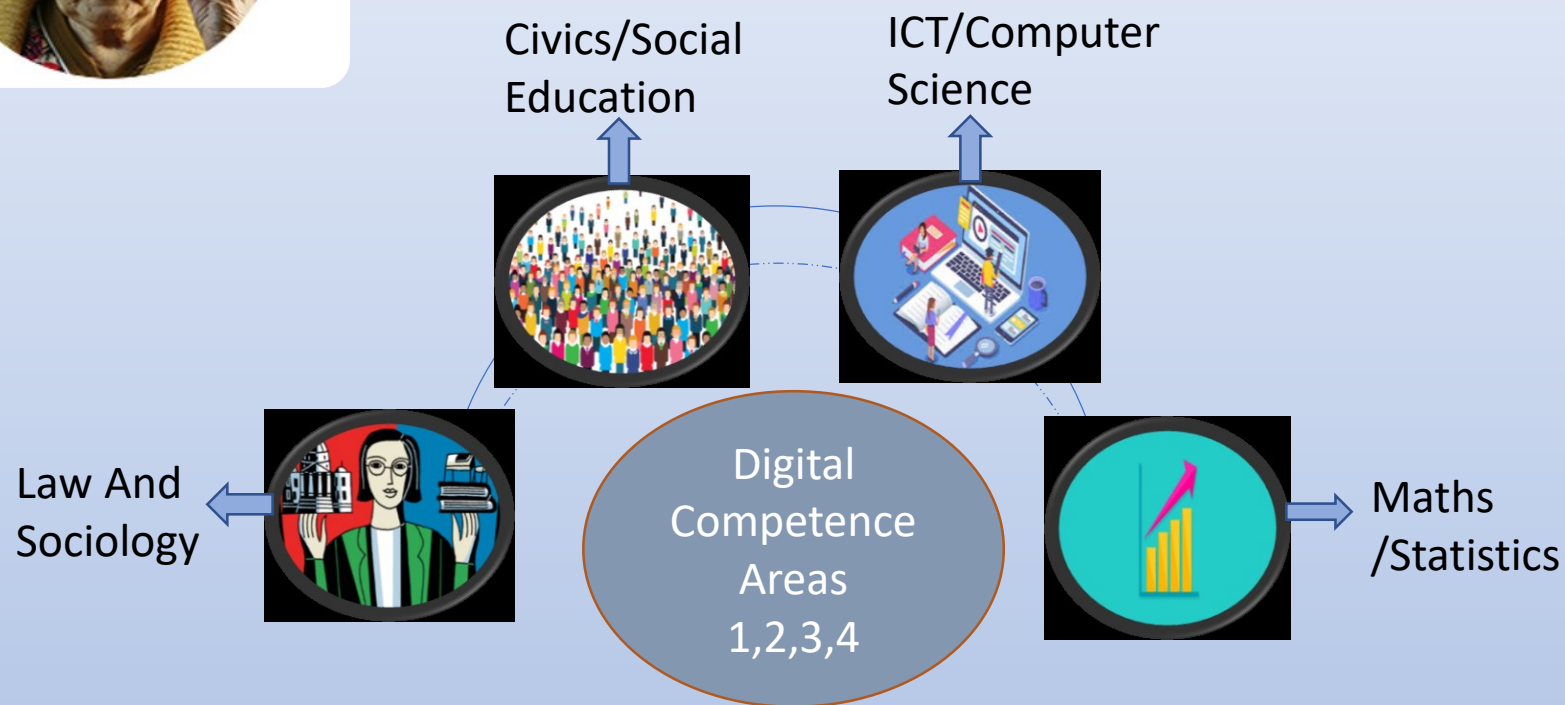 Civics/Social
Education
ICT/Computer
Science
Law And
Sociology
Digital
Competence
Areas
1,2,3,4
Maths
/Statistics